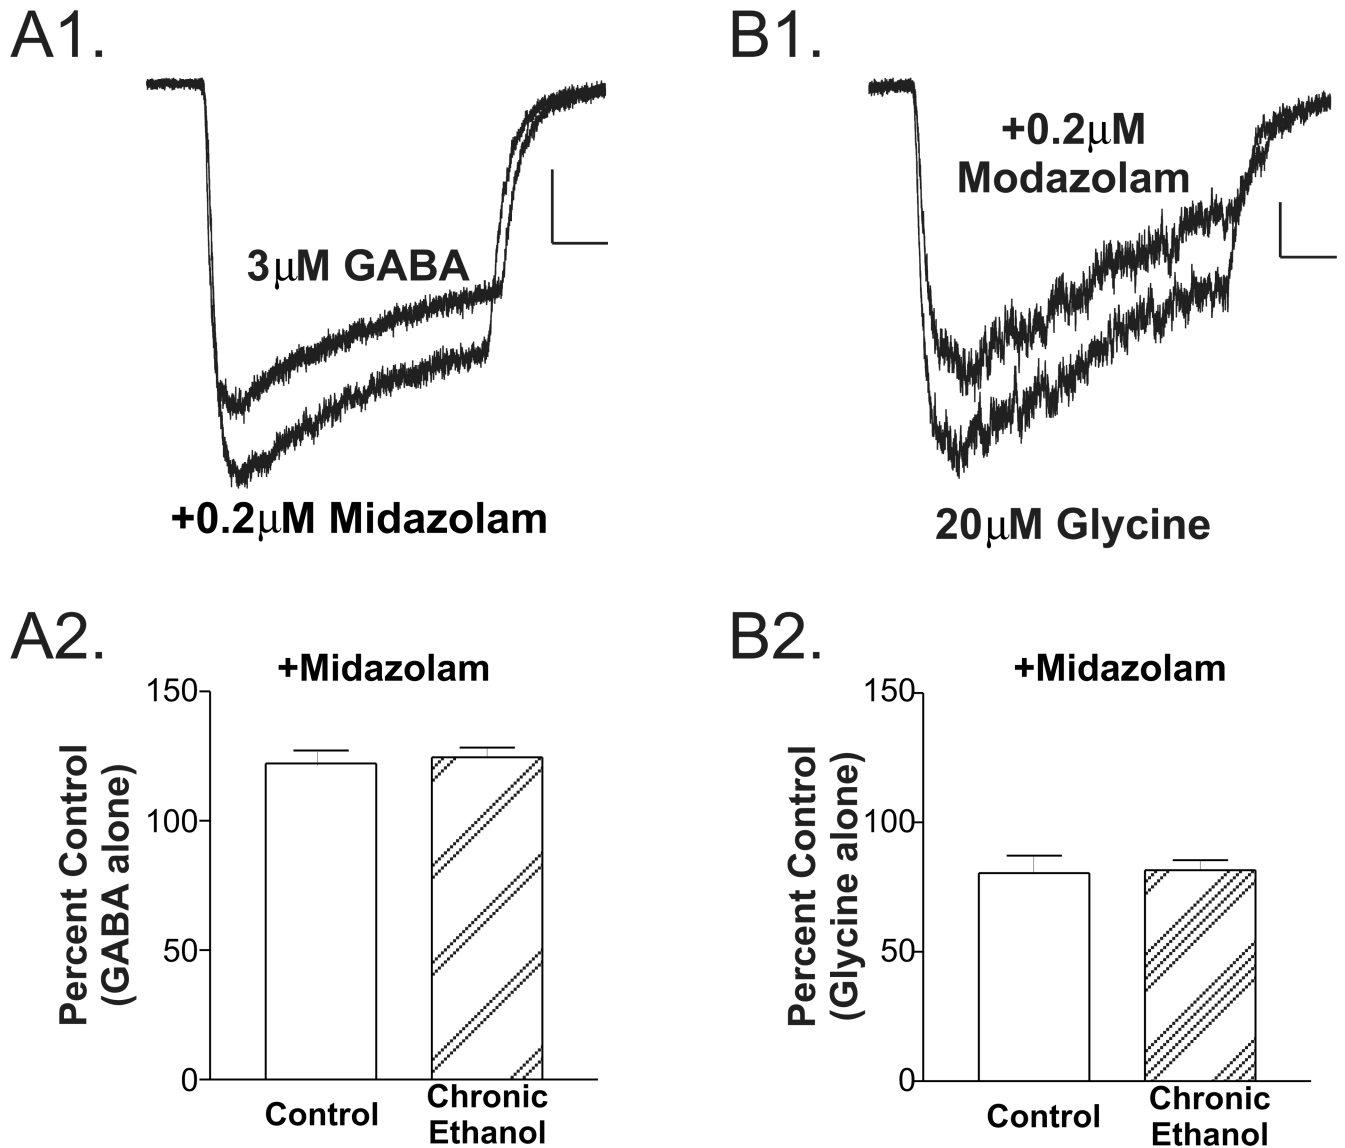 A1.
3μM GABA
+0.2μM Midazolam
B1.
+0.2μM
Modazolam
20μM Glycine
A2.
+Midazolam
Percent Control
(GABA alone)
150
100
50
0
Control
Chronic
Ethanol
B2.
+Midazolam
Percent Control
(Glycine alone)
150
100
50
0
Control
Chronic
Ethanol